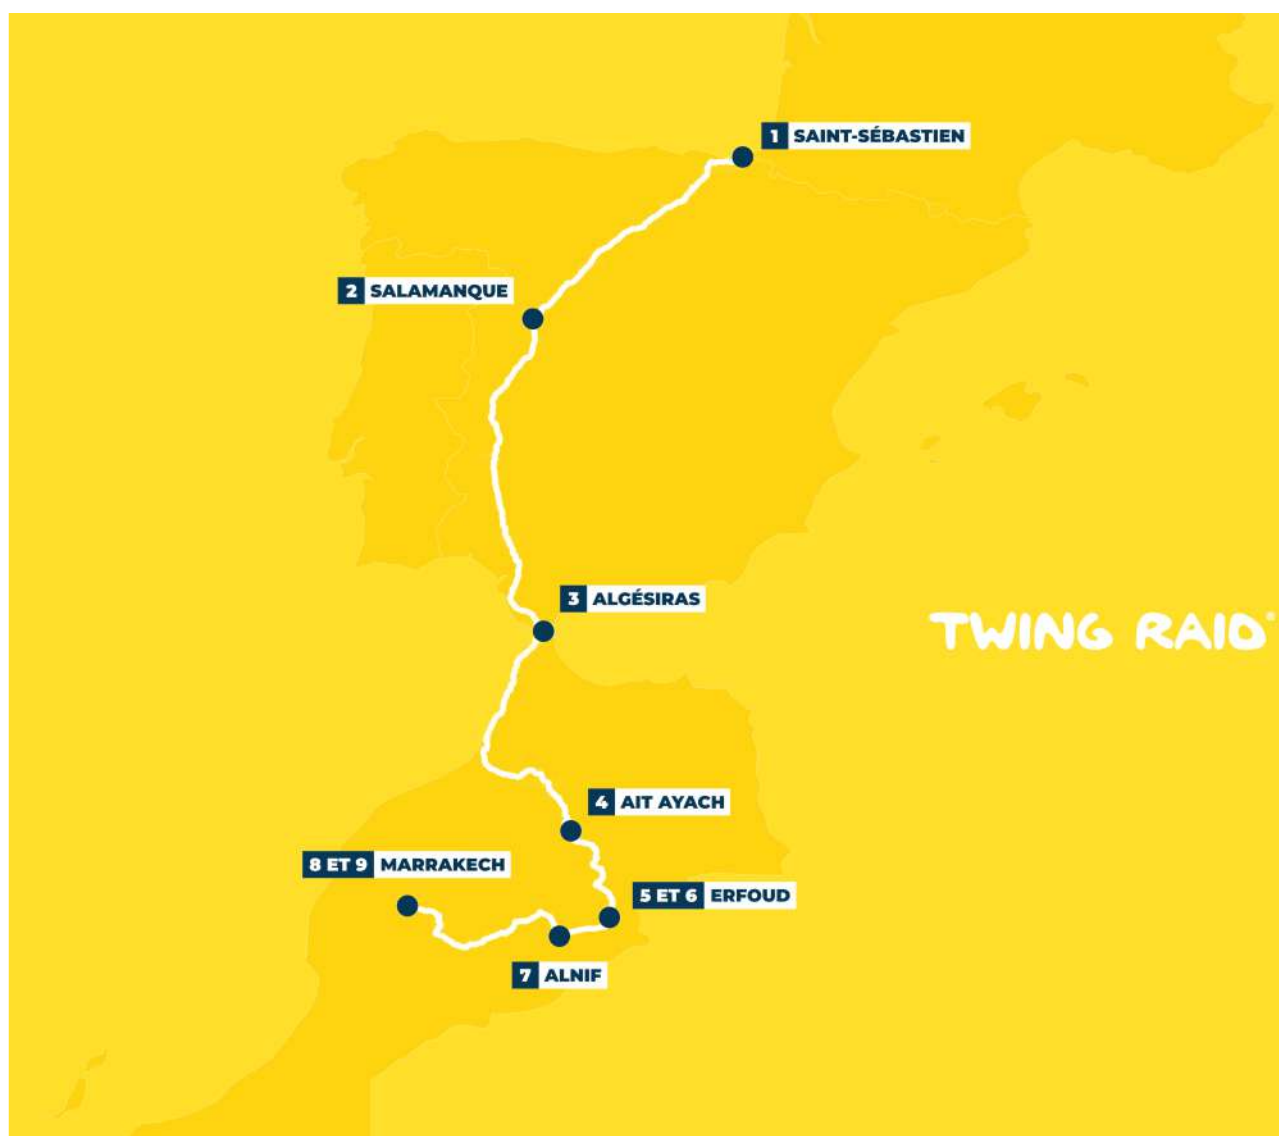 1 SAINT-SÉBASTIEN
2 SALAMANQUE
3 ALGÉSIRAS
TWING RAID®
4 AIT AYACH
8 ET 9 MARRAKECH
5 ET 6 ERFOUD
7 ALNIF